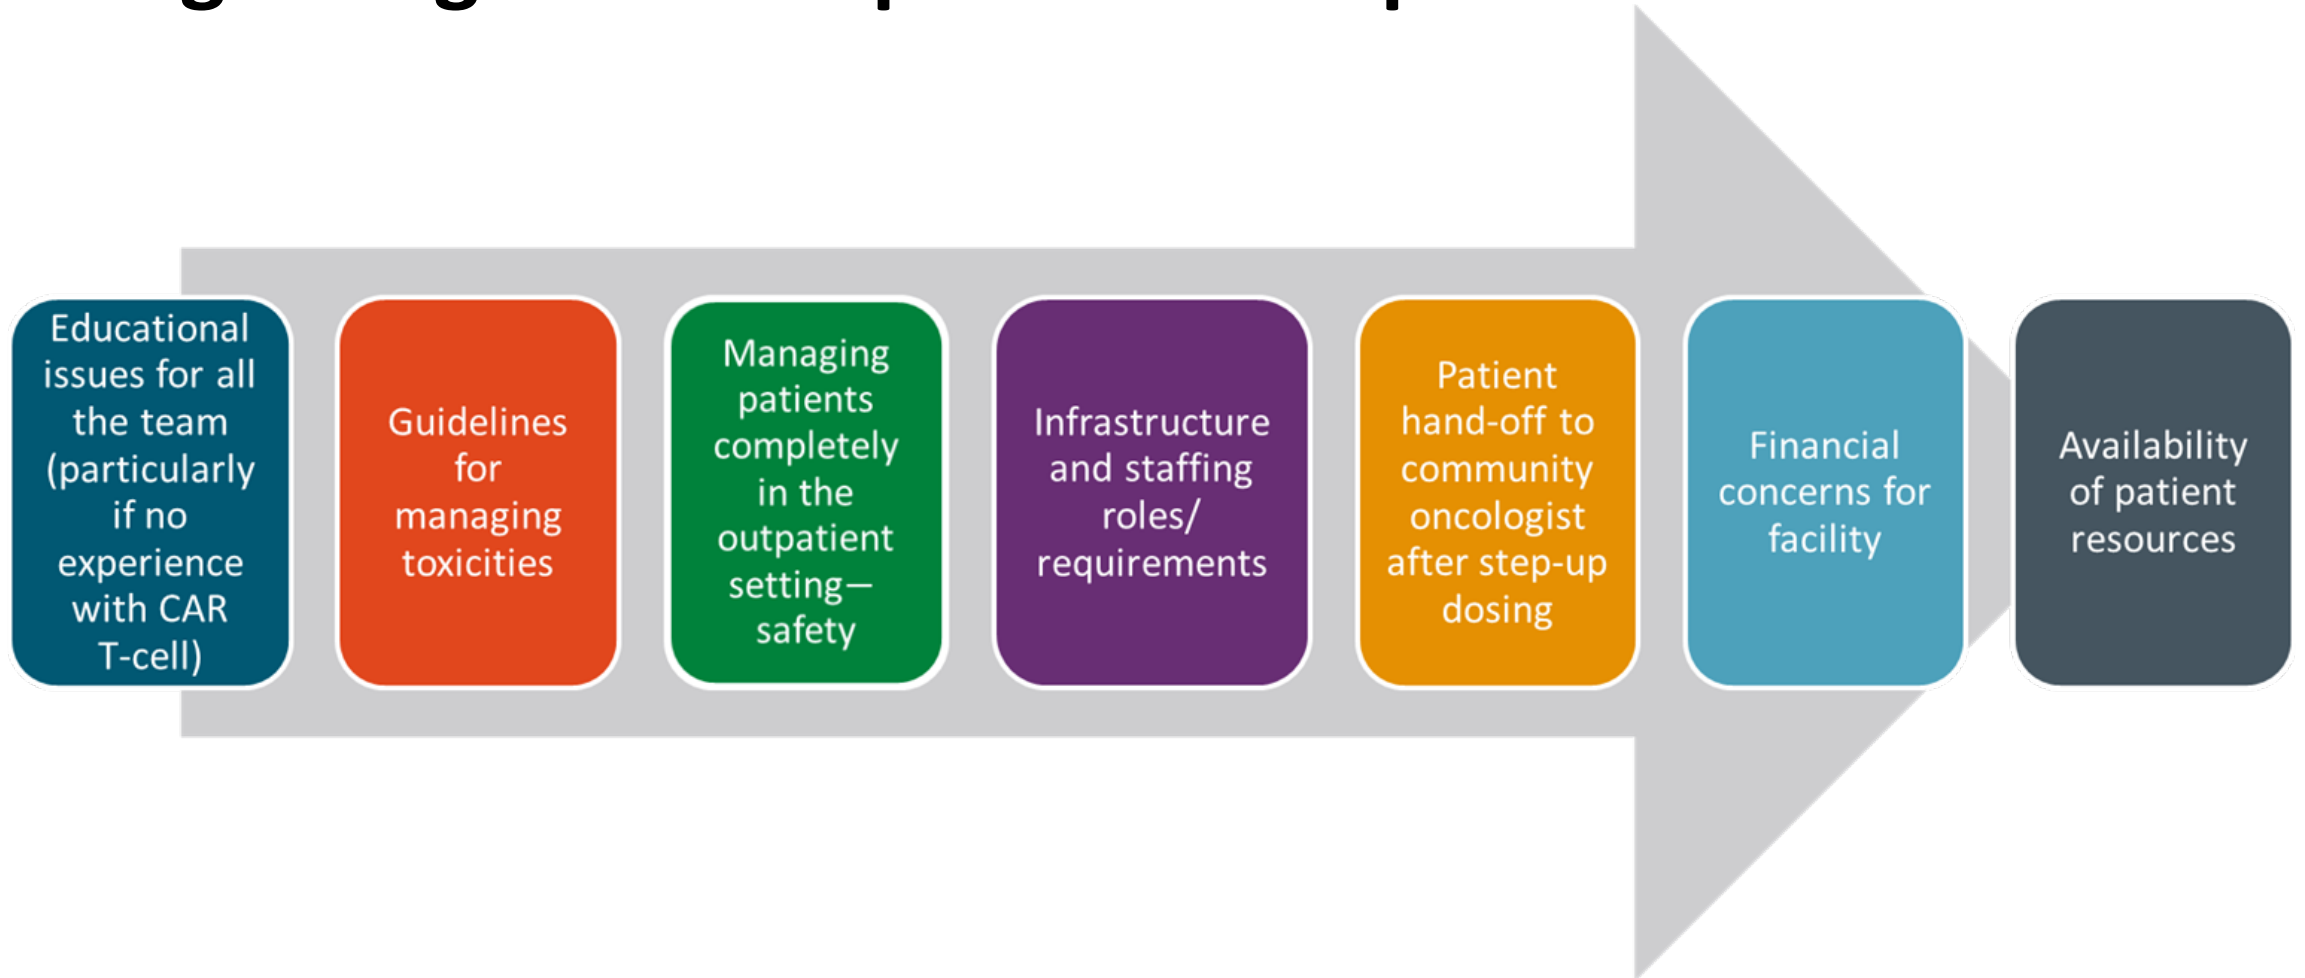 Educational
issues for all
the team
(particularly
if no
experience
with CAR
T-cell)
Guidelines
for
managing
toxicities
Managing
patients
completely
in the
outpatient
setting—
safety
Infrastructure
and staffing
roles/
requirements
Patient
hand-off to
community
oncologist
after step-up
dosing
Financial
concerns for
facility
Availability
of patient
resources